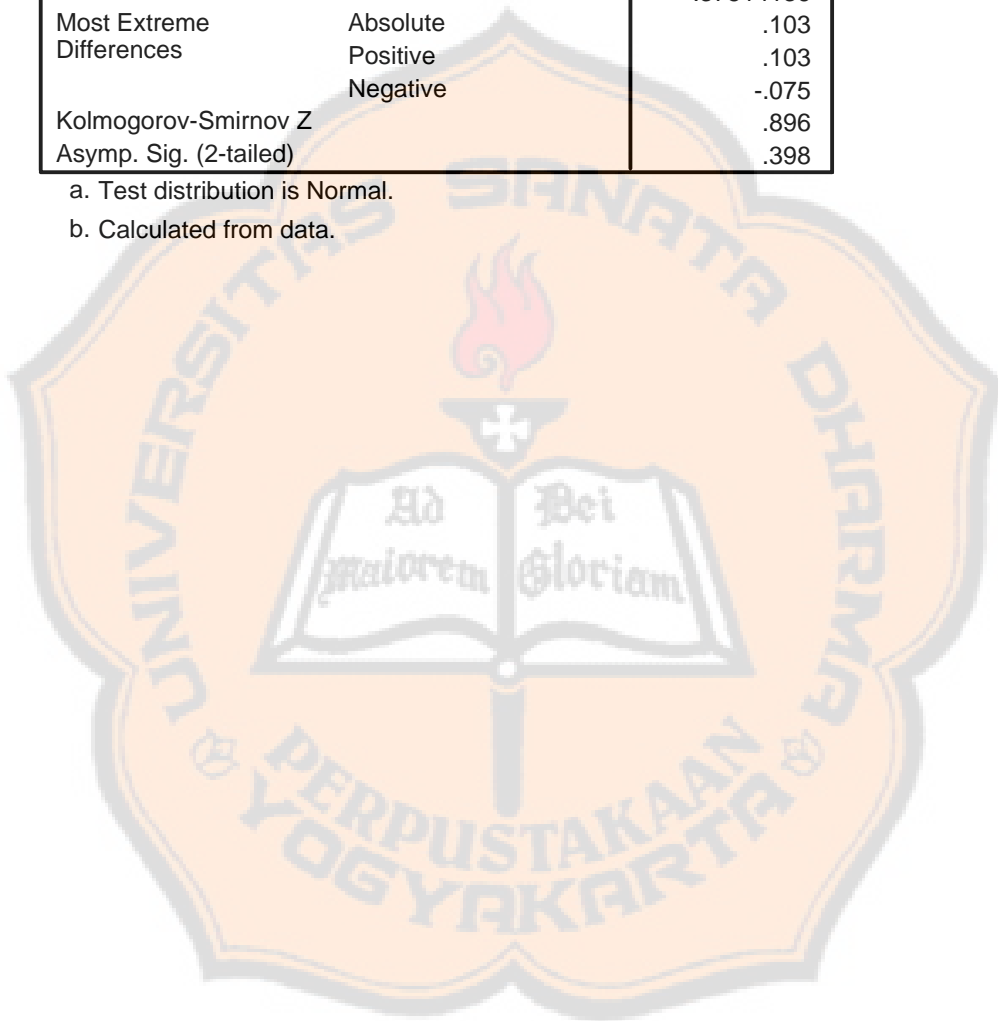 Most Extreme Absolute .103
Differences Positive .103
Negative -.075
Kolmogorov-Smirnov Z .896
Asymp. Sig. (2-tailed) .398
a. Test distribution is Normal.
b. Calculated from data.
UNIVERSITAS SANATA DHARMA
Ad Dei
Maiorem Gloriam
PERPUSTAKAAN
YOGYAKARTA